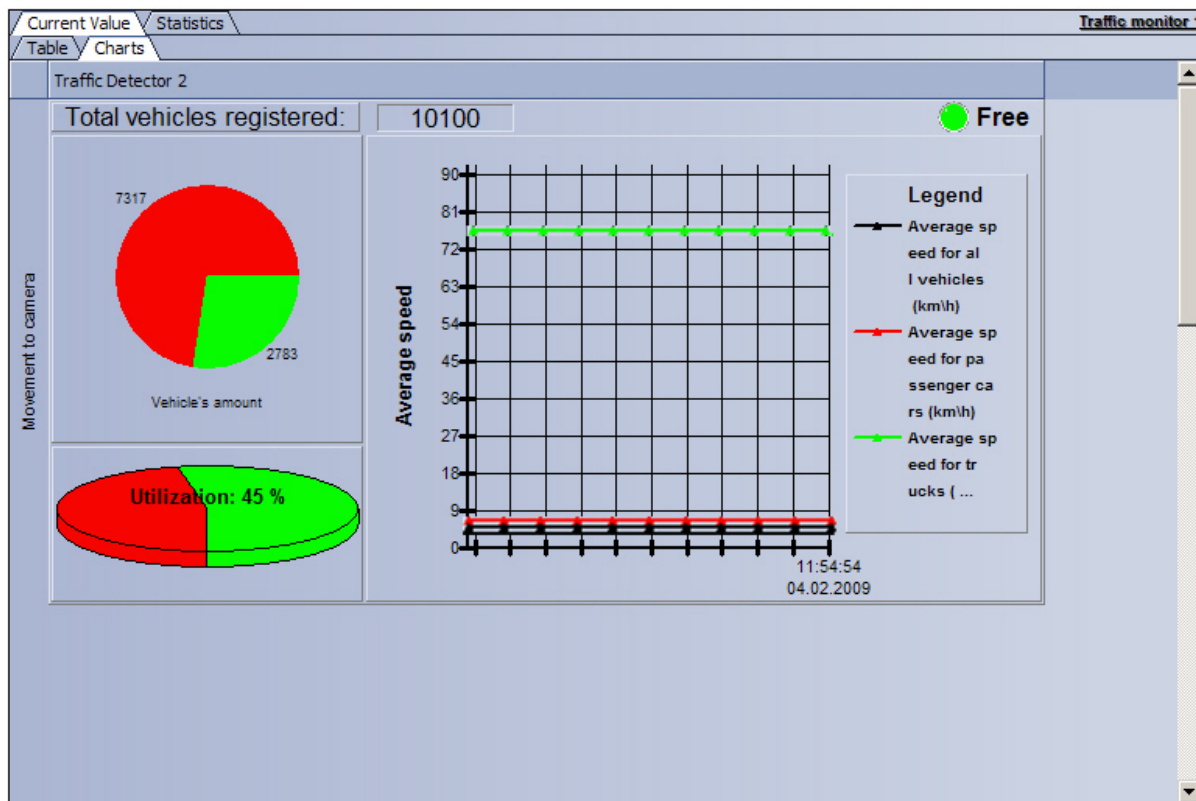 Current Value Statistics
Traffic monitor
Table Charts
Traffic Detector 2
Movement to camera
Total vehicles registered: 10100
Free
7317
2783
Vehicle's amount
Utilization: 45 %
Average speed
90
81
72
63
54
45
36
27
18
9
0
11:54:54
04.02.2009
Legend
Average sp
eed for al
l vehicles
(km\h)
Average sp
eed for pa
ssenger ca
rs (km\h)
Average sp
eed for tr
ucks ( ...